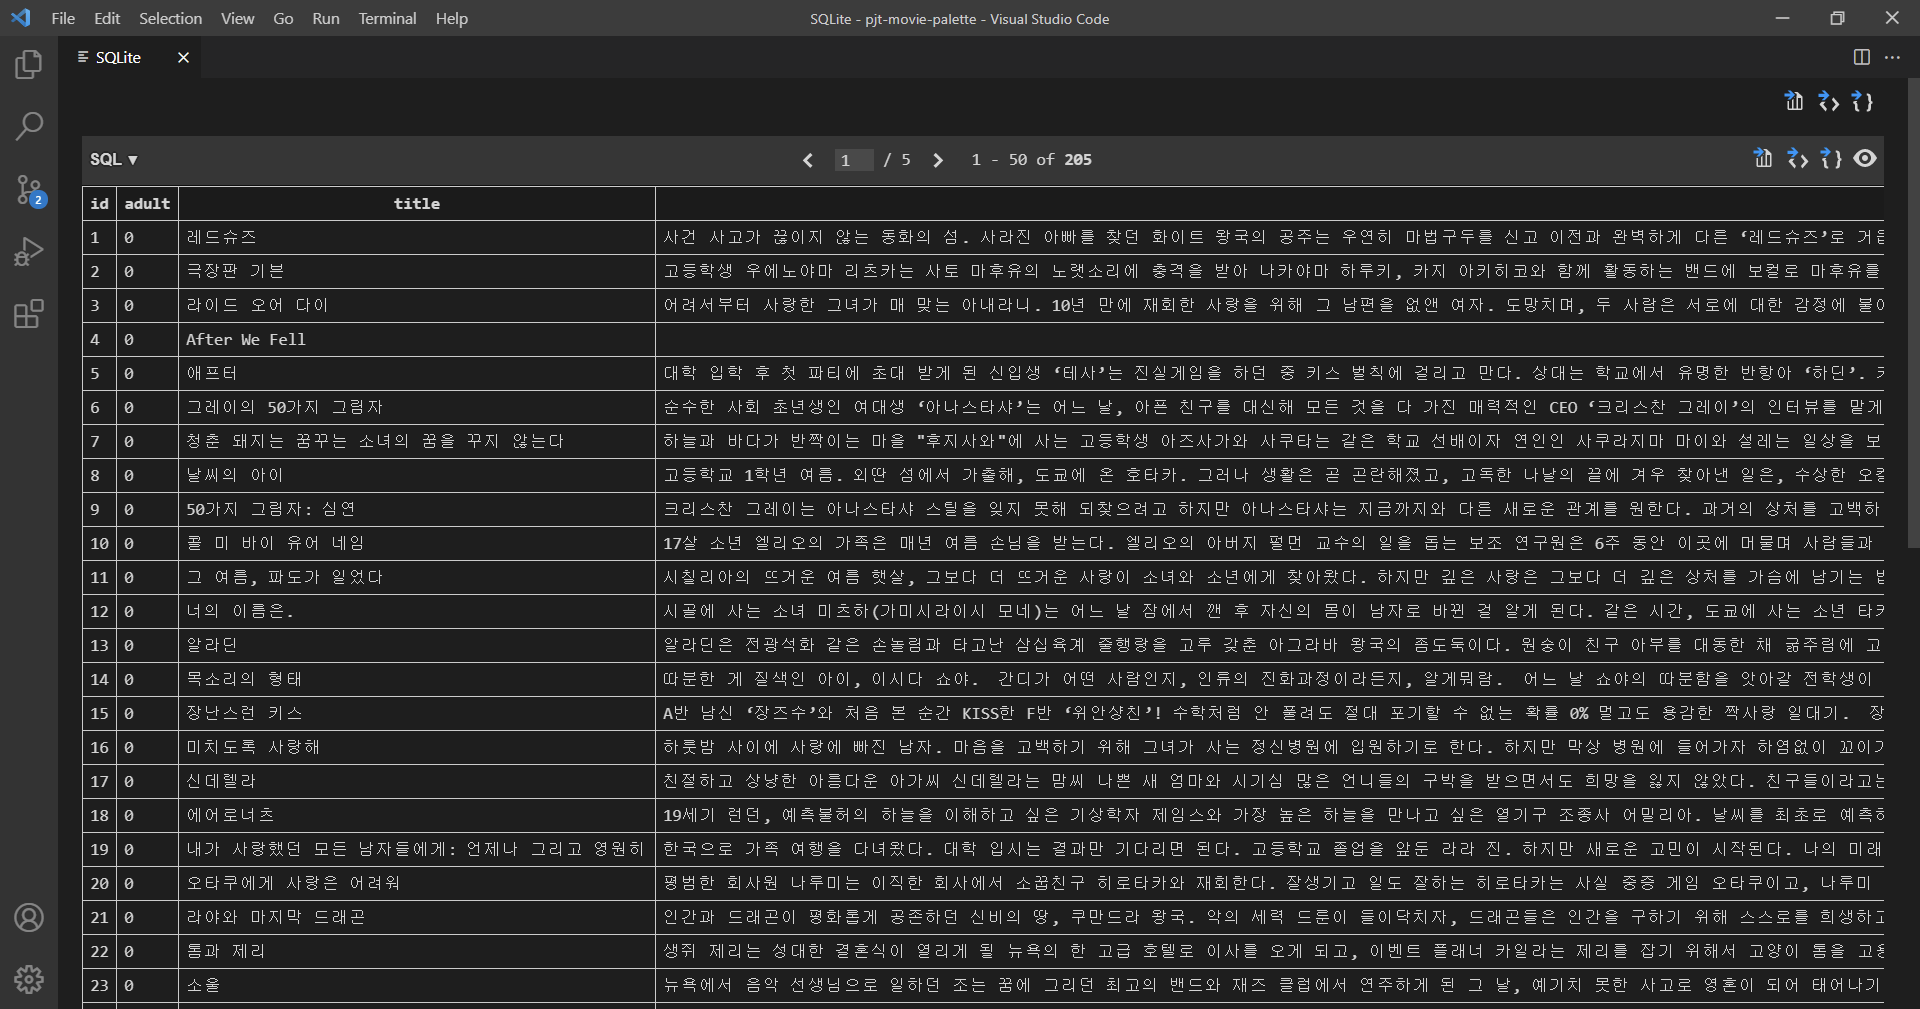 File Edit Selection View Go Run Terminal Help SQLite - pjt-movie-palette - Visual Studio Code
SQLite
SQL ▼ 1 / 5 1 - 50 of 205
id adult title
1 0 레드슈즈 사건 사고가 끊이지 않는 동화의 섬. 사라진 아빠를 찾던 화이트 왕국의 공주는 우연히 마법구두를 신고 이전과 완벽하게 다른 ‘레드슈즈’로 거듭
2 0 극장판 기븐 고등학생 우에노야마 리츠카는 사토 마후유의 노랫소리에 충격을 받아 나카야마 하루키, 카지 아키히코와 함께 활동하는 밴드에 보컬로 마후유를
3 0 라이드 오어 다이 어려서부터 사랑한 그녀가 매 맞는 아내라니. 10년 만에 재회한 사랑을 위해 그 남편을 없앤 여자. 도망치며, 두 사람은 서로에 대한 감정에
4 0 After We Fell
5 0 애프터 대학 입학 후 첫 파티에 초대 받게 된 신입생 ‘테사’는 진실게임을 하던 중 키스 벌칙에 걸리고 만다. 상대는 학교에서 유명한 반항아 ‘하딘’.
6 0 그레이의 50가지 그림자 순수한 사회 초년생인 여대생 ‘아나스타샤’는 어느 날, 아픈 친구를 대신해 모든 것을 다 가진 매력적인 CEO ‘크리스찬 그레이’의 인터뷰를 맡게
7 0 청춘 돼지는 꿈꾸는 소녀의 꿈을 꾸지 않는다 하늘과 바다가 반짝이는 마을 "후지사와"에 사는 고등학생 아즈사가와 사쿠타는 같은 학교 선배이자 연인인 사쿠라지마 마이와 설레는 일상을 보
8 0 날씨의 아이 고등학교 1학년 여름. 외딴 섬에서 가출해, 도쿄에 온 호타카. 그러나 생활은 곧 곤란해졌고, 고독한 나날의 끝에 겨우 찾아낸 일은, 수상한 오컬
9 0 50가지 그림자: 심연 크리스찬 그레이는 아나스타샤 스틸을 잊지 못해 되찾으려고 하지만 아나스타샤는 지금까지와 다른 새로운 관계를 원한다. 과거의 상처를 고백하
10 0 콜 미 바이 유어 네임 17살 소년 엘리오의 가족은 매년 여름 손님을 받는다. 엘리오의 아버지 펄먼 교수의 일을 돕는 보조 연구원은 6주 동안 이곳에 머물며 사람들과
11 0 그 여름, 파도가 일었다 시칠리아의 뜨거운 여름 햇살, 그보다 더 뜨거운 사랑이 소녀와 소년에게 찾아왔다. 하지만 깊은 사랑은 그보다 더 깊은 상처를 가슴에 남기는 법
12 0 너의 이름은. 시골에 사는 소녀 미츠하(가미시라이시 모네)는 어느 날 잠에서 깬 후 자신의 몸이 남자로 바뀐 걸 알게 된다. 같은 시간, 도쿄에 사는 소년 타키
13 0 알라딘 알라딘은 전광석화 같은 손놀림과 타고난 삼십육계 줄행랑을 고루 갖춘 아그라바 왕국의 좀도둑이다. 원숭이 친구 아부를 대동한 채 굶주림에 고
14 0 목소리의 형태 따분한 게 질색인 아이, 이시다 쇼야. 간디가 어떤 사람인지, 인류의 진화과정이라든지, 알게뭐람. 어느 날 쇼야의 따분함을 앗아갈 전학생이
15 0 장난스런 키스 A반 남신 ‘장즈수’와 처음 본 순간 KISS한 F반 ‘위안샹친’! 수학처럼 안 풀려도 절대 포기할 수 없는 확률 0% 멀고도 용감한 짝사랑 일대기. 장
16 0 미치도록 사랑해 하룻밤 사이에 사랑에 빠진 남자. 마음을 고백하기 위해 그녀가 사는 정신병원에 입원하기로 한다. 하지만 막상 병원에 들어가자 하염없이 꼬이기
17 0 신데렐라 친절하고 상냥한 아름다운 아가씨 신데렐라는 맘씨 나쁜 새 엄마와 시기심 많은 언니들의 구박을 받으면서도 희망을 잃지 않았다. 친구들이라고는
18 0 에어로너츠 19세기 런던, 예측불허의 하늘을 이해하고 싶은 기상학자 제임스와 가장 높은 하늘을 만나고 싶은 열기구 조종사 어밀리아. 날씨를 최초로 예측하
19 0 내가 사랑했던 모든 남자들에게: 언제나 그리고 영원히 한국으로 가족 여행을 다녀왔다. 대학 입시는 결과만 기다리면 된다. 고등학교 졸업을 앞둔 라라 진. 하지만 새로운 고민이 시작된다. 나의 미래
20 0 오타쿠에게 사랑은 어려워 평범한 회사원 나루미는 이직한 회사에서 소꿉친구 히로타카와 재회한다. 잘생기고 일도 잘하는 히로타카는 사실 중증 게임 오타쿠이고, 나루미
21 0 라야와 마지막 드래곤 인간과 드래곤이 평화롭게 공존하던 신비의 땅, 쿠만드라 왕국. 악의 세력 드룬이 들이닥치자, 드래곤들은 인간을 구하기 위해 스스로를 희생하고
22 0 톰과 제리 생쥐 제리는 성대한 결혼식이 열리게 될 뉴욕의 한 고급 호텔로 이사를 오게 되고, 이벤트 플래너 카일라는 제리를 잡기 위해서 고양이 톰을 고용
23 0 소울 뉴욕에서 음악 선생님으로 일하던 조는 꿈에 그리던 최고의 밴드와 재즈 클럽에서 연주하게 된 그 날, 예기치 못한 사고로 영혼이 되어 태어나기
2